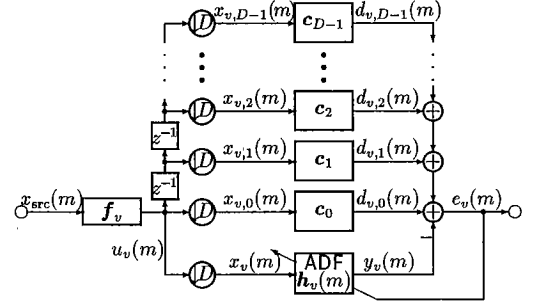 D x_{v,D-1}(m) c_{D-1} d_{v,D-1}(m)
D x_{v,2}(m) c_2 d_{v,2}(m)
z^{-1}
D x_{v,1}(m) c_1 d_{v,1}(m)
z^{-1}
x_{src}(m) f_v D x_{v,0}(m) c_0 d_{v,0}(m) e_v(m)
u_v(m)
D x_v(m) ADF y_v(m)
h_v(m)